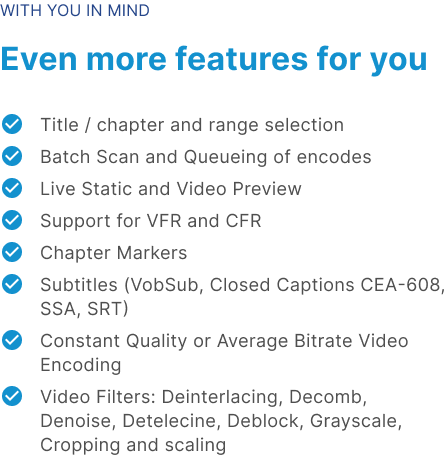 WITH YOU IN MIND
Even more features for you
Title / chapter and range selection
Batch Scan and Queueing of encodes
Live Static and Video Preview
Support for VFR and CFR
Chapter Markers
Subtitles (VobSub, Closed Captions CEA-608,
SSA, SRT)
Constant Quality or Average Bitrate Video
Encoding
Video Filters: Deinterlacing, Decomb,
Denoise, Detelecine, Deblock, Grayscale,
Cropping and scaling